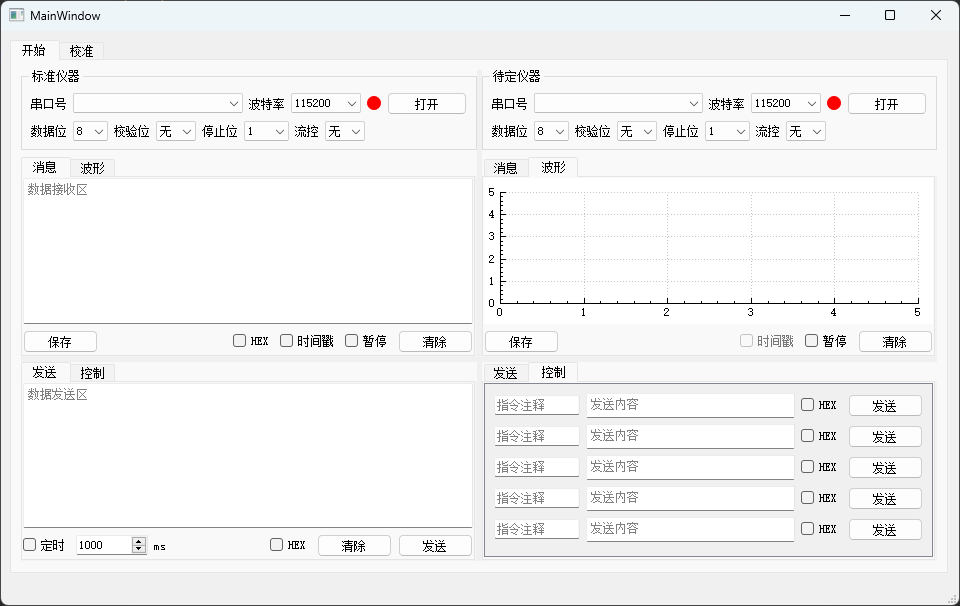 MainWindow
开始 校准
标准仪器
串口号 波特率 115200 打开
数据位 8 校验位 无 停止位 1 流控 无
消息 波形
数据接收区
保存 HEX 时间戳 暂停 清除
发送 控制
数据发送区
定时 1000 ms HEX 清除 发送
待定仪器
串口号 波特率 115200 打开
数据位 8 校验位 无 停止位 1 流控 无
消息 波形
5
4
3
2
1
0
0 1 2 3 4 5
保存 时间戳 暂停 清除
发送 控制
指令注释 发送内容 HEX 发送
指令注释 发送内容 HEX 发送
指令注释 发送内容 HEX 发送
指令注释 发送内容 HEX 发送
指令注释 发送内容 HEX 发送